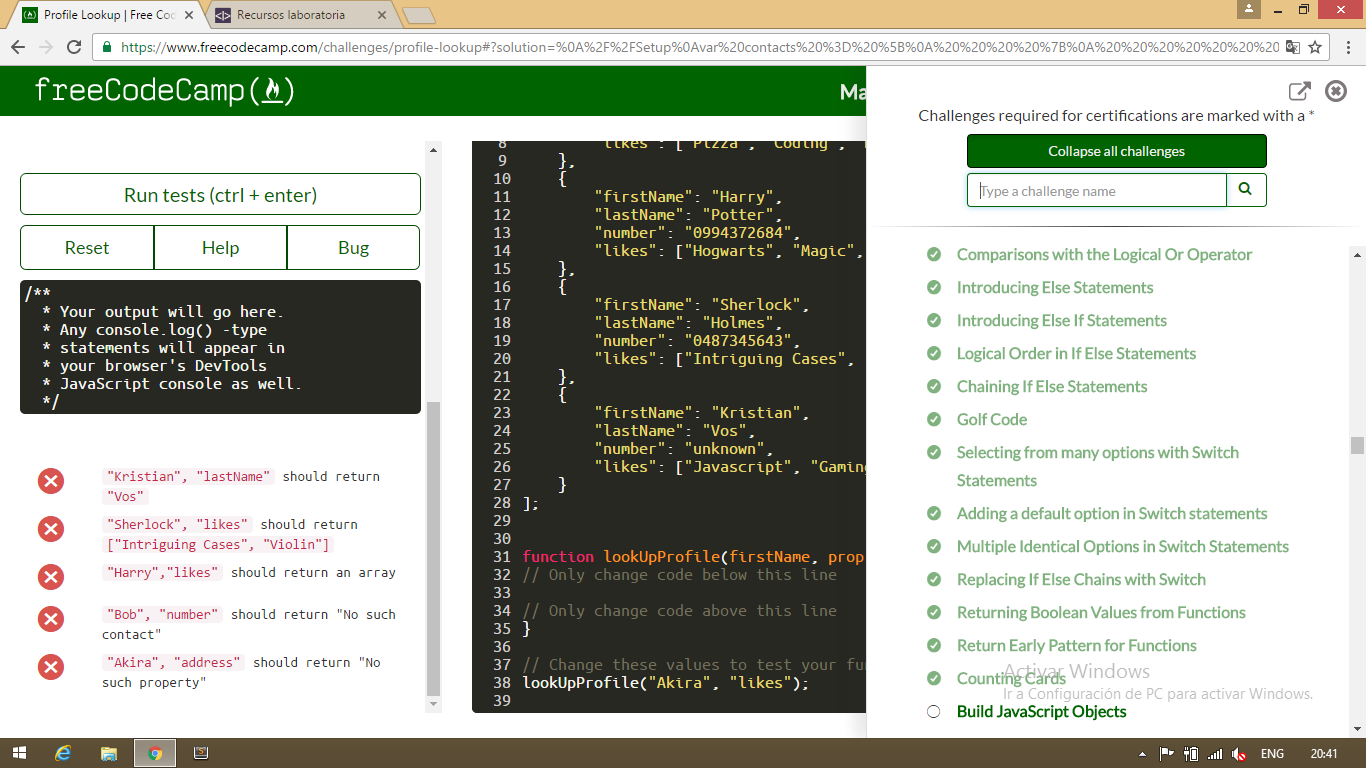 Profile Lookup | Free Co
Recursos laboratoria
https://www.freecodecamp.com/challenges/profile-lookup#?solution=%0A%2F%2FSetup%0Avar%20contacts%20%3D%20%5B%0A%20%20%20%20%7B%0A%20%20%20%20%20%20%20%20
freeCodeCamp(
)
Ma
Run tests (ctrl + enter)
Reset
Help
Bug
/**
* Your output will go here.
* Any console.log() -type
* statements will appear in
* your browser's DevTools
* JavaScript console as well.
*/
"Kristian", "lastName" should return
"Vos"
"Sherlock", "likes" should return
["Intriguing Cases", "Violin"]
"Harry","likes" should return an array
"Bob", "number" should return "No such
contact"
"Akira", "address" should return "No
such property"
8 "likes": ["Pizza", "Coding",
9 },
10 {
11 "firstName": "Harry",
12 "lastName": "Potter",
13 "number": "0994372684",
14 "likes": ["Hogwarts", "Magic",
15 },
16 {
17 "firstName": "Sherlock",
18 "lastName": "Holmes",
19 "number": "0487345643",
20 "likes": ["Intriguing Cases",
21 },
22 {
23 "firstName": "Kristian",
24 "lastName": "Vos",
25 "number": "unknown",
26 "likes": ["Javascript", "Gamin
27 }
28 ];
29
30
31 function lookUpProfile(firstName, prop
32 // Only change code below this line
33
34 // Only change code above this line
35 }
36
37 // Change these values to test your fu
38 lookUpProfile("Akira", "likes");
39
Challenges required for certifications are marked with a *
Collapse all challenges
Type a challenge name
Comparisons with the Logical Or Operator
Introducing Else Statements
Introducing Else If Statements
Logical Order in If Else Statements
Chaining If Else Statements
Golf Code
Selecting from many options with Switch
Statements
Adding a default option in Switch statements
Multiple Identical Options in Switch Statements
Replacing If Else Chains with Switch
Returning Boolean Values from Functions
Return Early Pattern for Functions
Counting Cards
Build JavaScript Objects
Activar Windows
Ir a Configuración de PC para activar Windows.
ENG
20:41